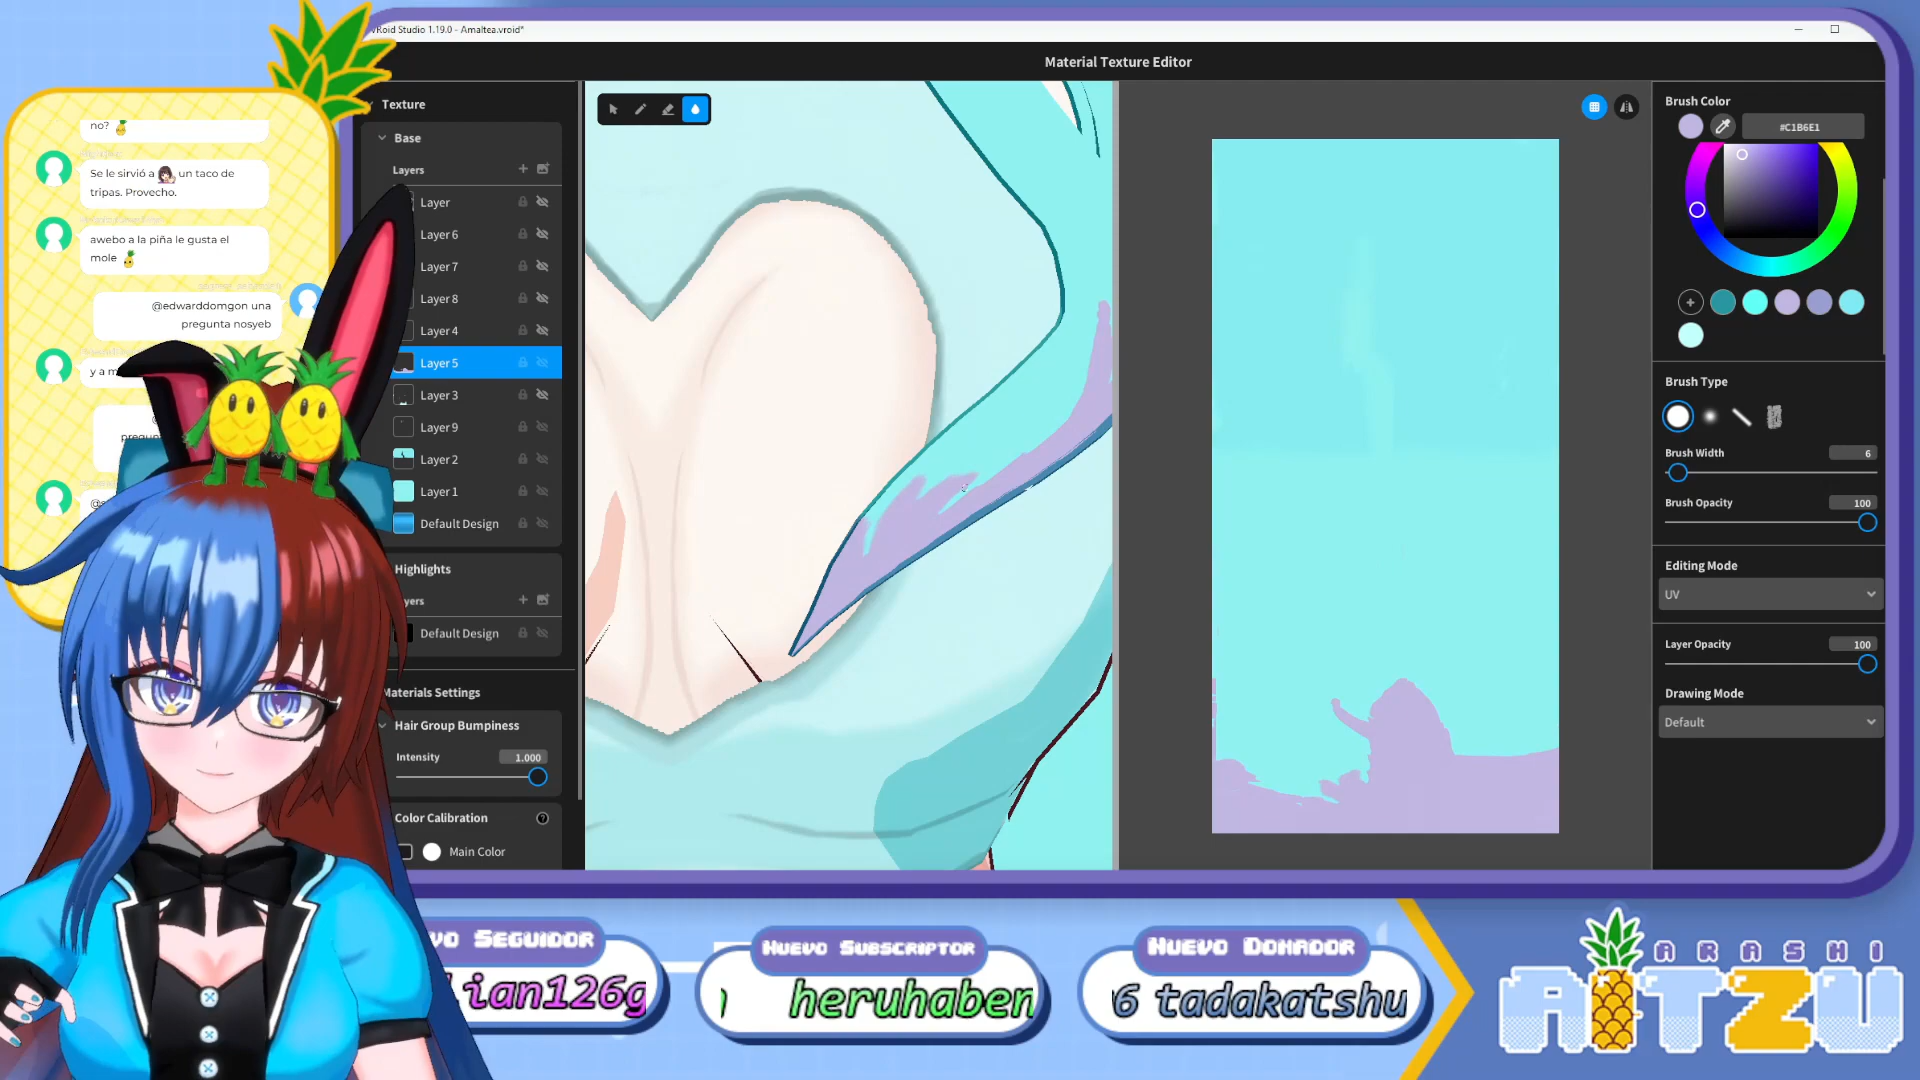 VRoid Studio 1.19.0 - Amaltea.vroid*
Material Texture Editor
no?
Se le sirvió a un taco de
tripas. Provecho.
awebo a la piña le gusta el
mole
@edwarddomgon una
pregunta nosyeb
y a m
Texture
Base
Layers
Layer
Layer 6
Layer 7
Layer 8
Layer 4
Layer 5
Layer 3
Layer 9
Layer 2
Layer 1
Default Design
Highlights
Default Design
Materials Settings
Hair Group Bumpiness
Intensity
1.000
Color Calibration
Main Color
Brush Color
#C1B6E1
Brush Type
Brush Width
6
Brush Opacity
100
Editing Mode
UV
Layer Opacity
100
Drawing Mode
Default
vo Seguidor
lian126g
Nuevo Subscriptor
heruhaben
Nuevo Donador
6 tadakatshu
ARASHI
AITZU